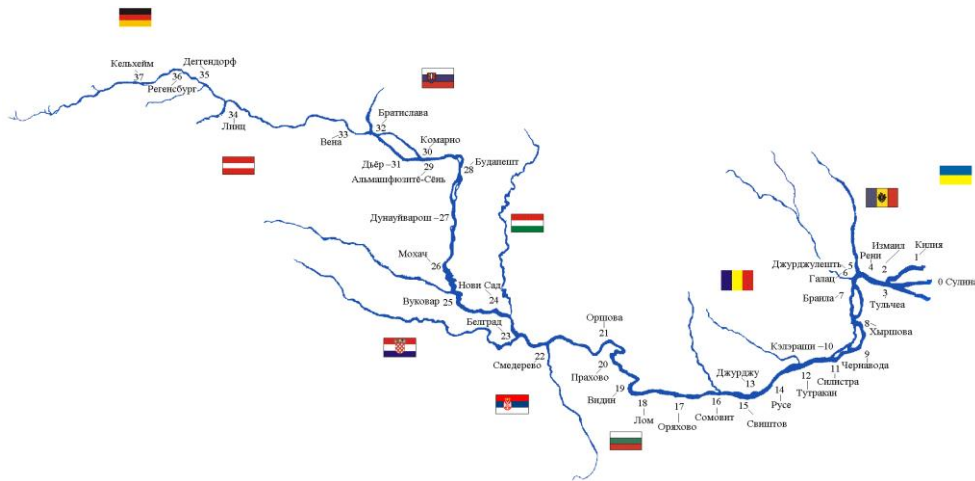 Кельхейм
37
36
Регенсбург
Деггендорф
35
34
Линц
Вена
33
Братислава
32
Комарно
30
Дьёр –31
29
Альмашфюзитё-Сёнь
Будапешт
28
Дунауйварош –27
Мохач
26
Вуковар 25
Нови Сад
24
Белград
23
Смедерево
22
Оршова
21
20
Прахово
19
Видин
18
Лом
17
Оряхово
16
Сомовит
15
Свиштов
Джурджу
13
14
Русе
12
Тутракан
11
Силистра
Кэлэраши –10
9
Чернавода
8
Хыршова
Браила 7
Галац 6
Джурджулешть 5
Рени
4
Измаил
2
Килия
1
0 Сулина
3
Тульчеа